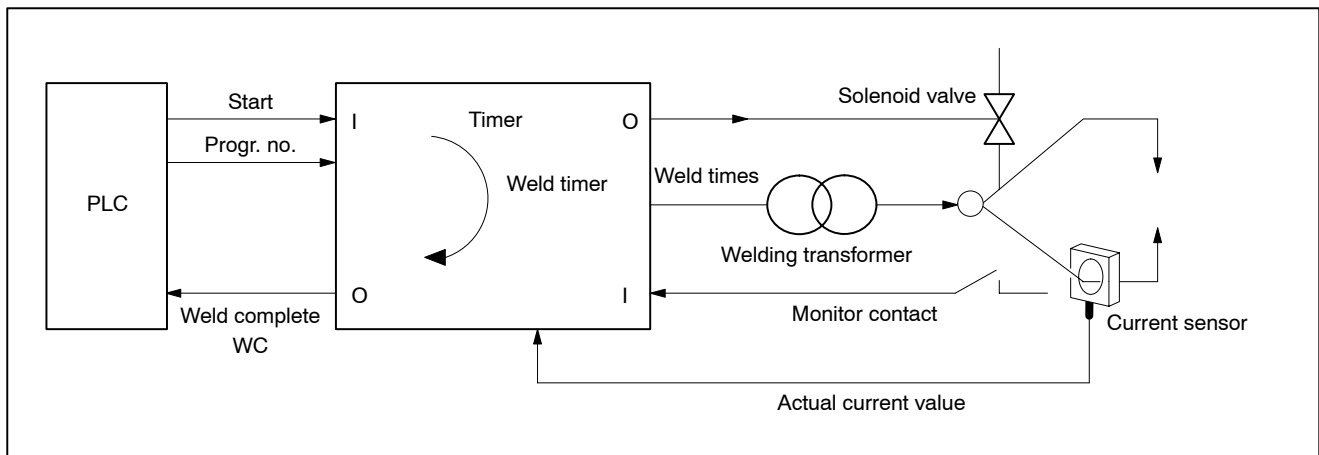 Start
I
Timer
O
Solenoid valve
Progr. no.
PLC
Weld timer
Weld times
Welding transformer
O
I
Weld complete
WC
Monitor contact
Current sensor
Actual current value